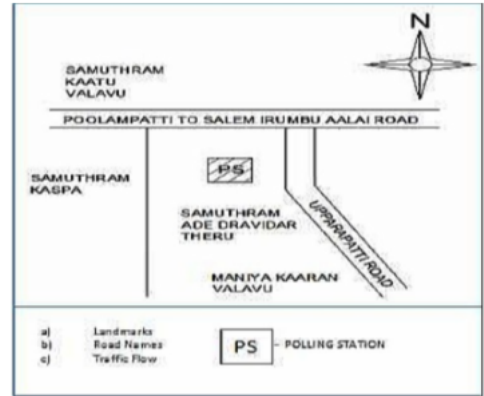 N
SAMUTHRAM
KAATU
VALAVU
POOLAMPATTI TO SALEM IRUMBU AALAI ROAD
PS
SAMUTHRAM
KASPA
SAMUTHRAM
ADE DRAVIDAR
THERU
UPPARAPATTI ROAD
MANIYA KAARAN
VALAVU
a) Landmarks
b) Road Names
c) Traffic Flow
PS - POLLING STATION